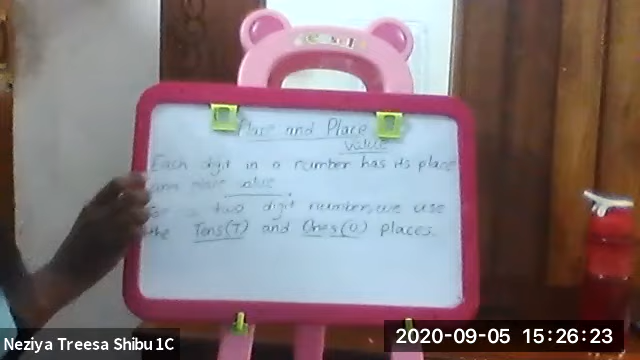 Place and Place
value
Each digit in a number has its place
and place value
For a two digit numbers, we use
the Tens(T) and Ones(O) places.
Neziya Treesa Shibu 1C
2020-09-05 15:26:23